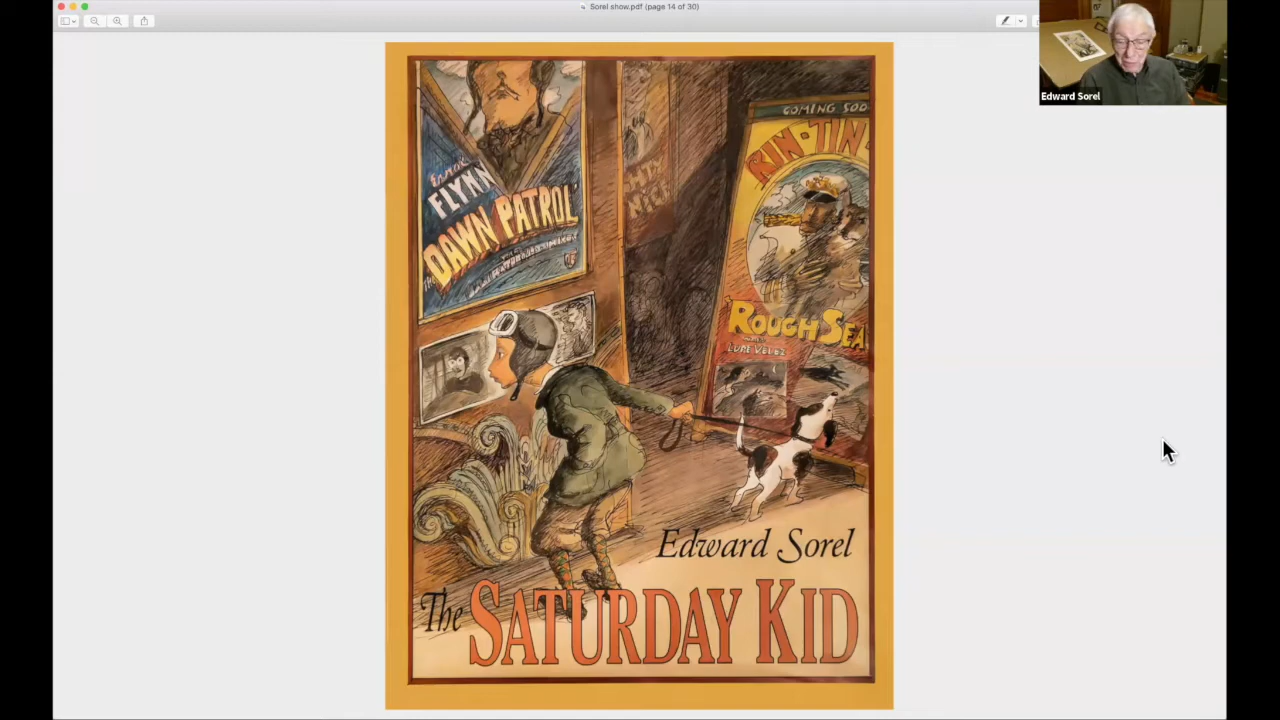 Sorel show.pdf (page 14 of 30)
Edward Sorel
FLYNN
DAWN PATROL
COMING SOO
RIN-TIN-
ROUGH SEA
LUPE VELEZ
Edward Sorel
The SATURDAY KID